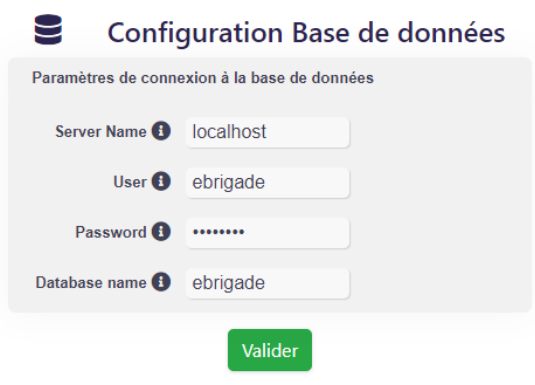 Configuration Base de données
Paramètres de connexion à la base de données
Server Name localhost
User ebrigade
Password ••••••••
Database name ebrigade
Valider